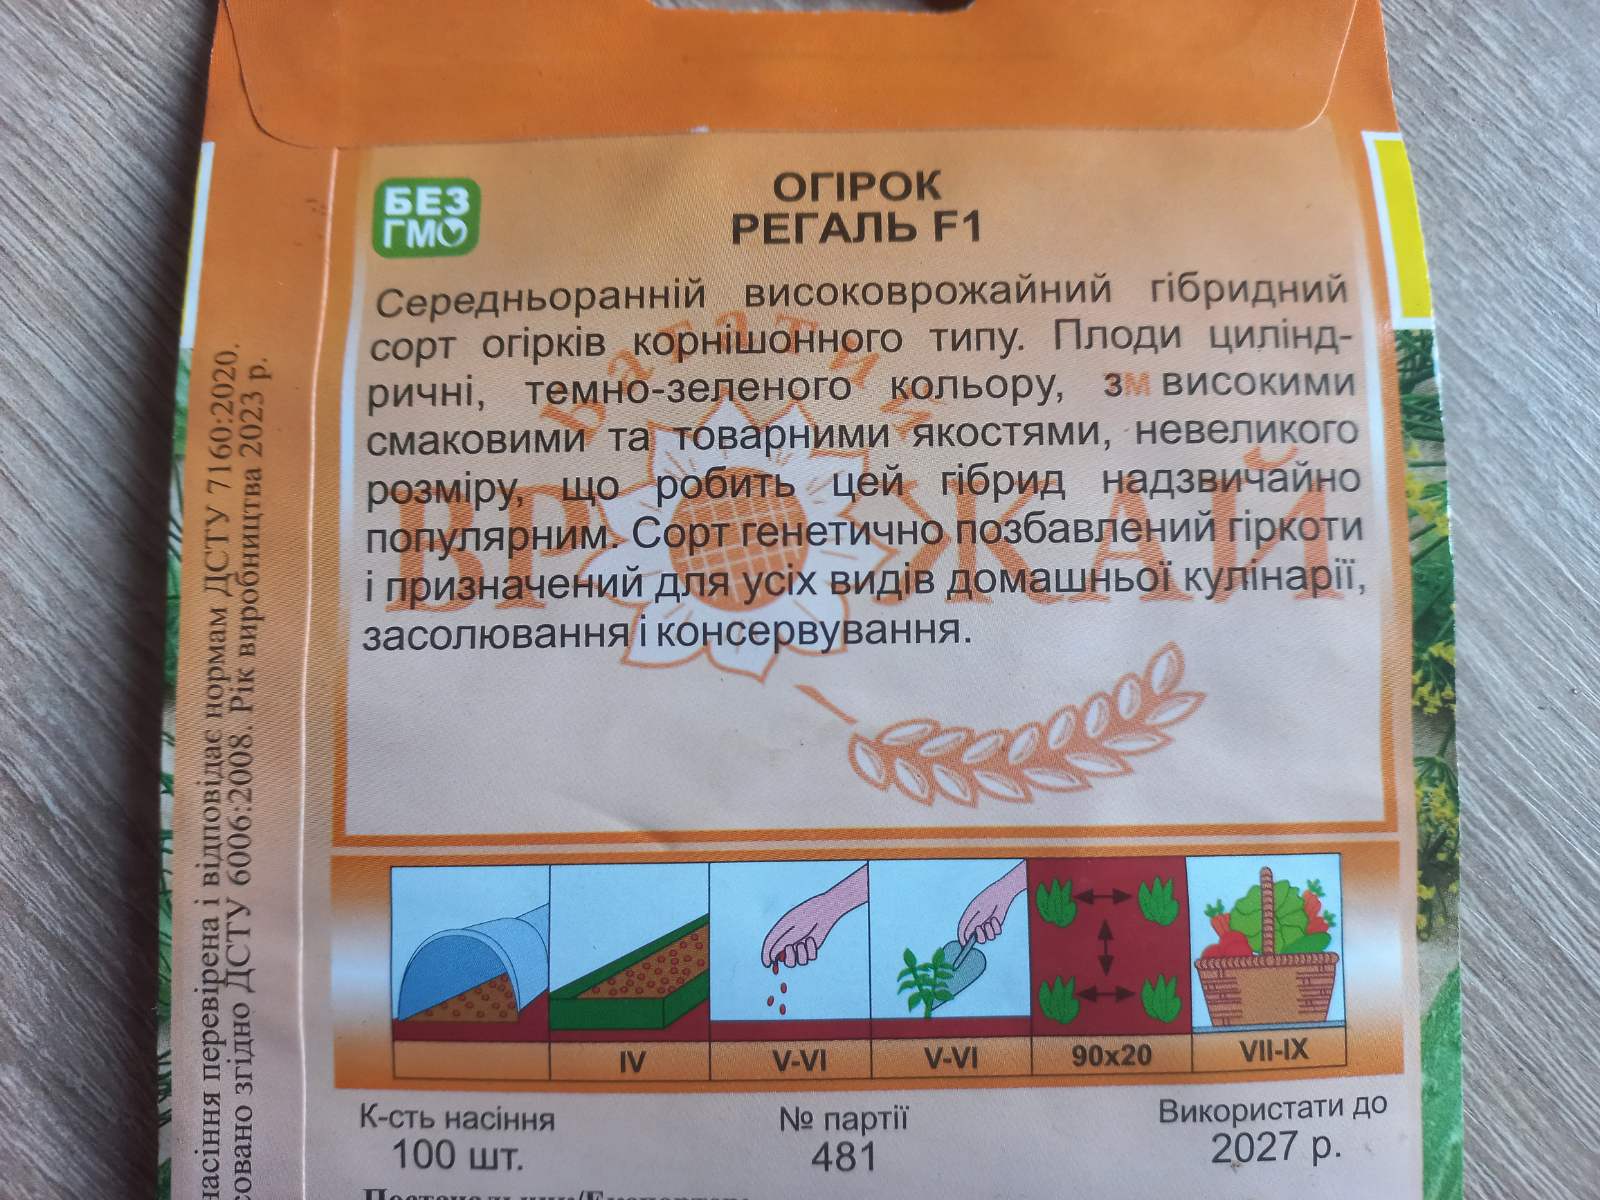 БЕЗ
ГМО
ОГІРОК
РЕГАЛЬ F1
Середньоранній високоврожайний гібридний
сорт огірків корнішонного типу. Плоди цилінд-
ричні, темно-зеленого кольору, з високими
смаковими та товарними якостями, невеликого
розміру, що робить цей гібрид надзвичайно
популярним. Сорт генетично позбавлений гіркоти
і призначений для усіх видів домашньої кулінарії,
засолювання і консервування.
Багатий
ВРОЖАЙ
IV
V-VI
V-VI
90x20
VII-IX
К-сть насіння
100 шт.
№ партії
481
Використати до
2027 р.
Постачальник/Експортер:
насіння перевірена і відповідає нормам ДСТУ 7160:2020.
совано згідно ДСТУ 6006:2008. Рік виробництва 2023 р.